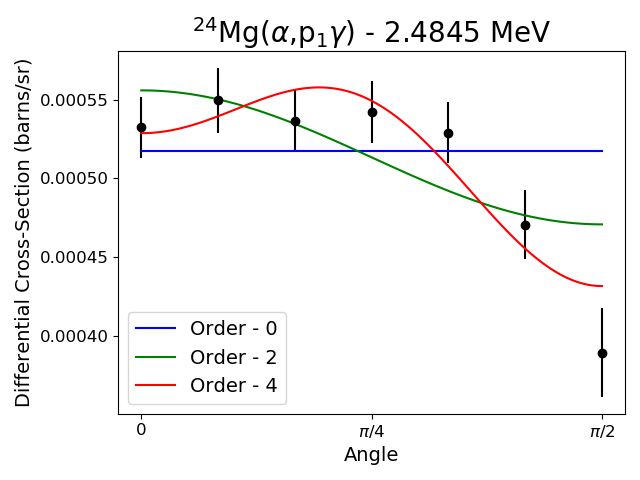 ²⁴Mg(α,p₁γ) - 2.4845 MeV
Differential Cross-Section (barns/sr)
0.00055
0.00050
0.00045
0.00040
Order - 0
Order - 2
Order - 4
0
π/4
π/2
Angle